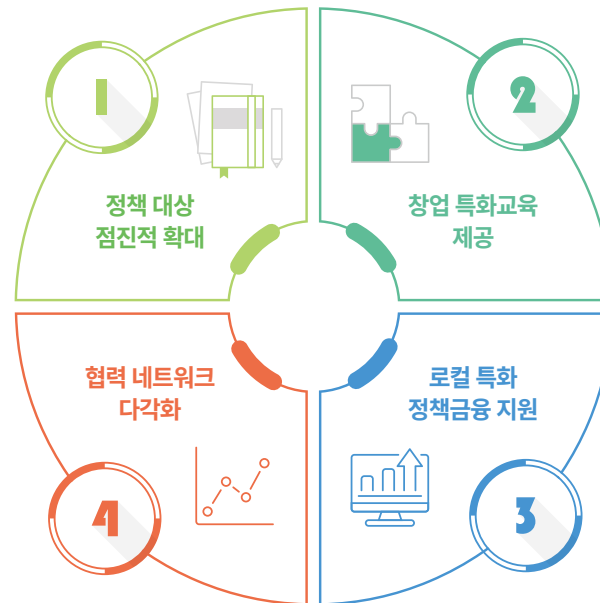 1
정책 대상
점진적 확대
2
창업 특화교육
제공
3
로컬 특화
정책금융 지원
4
협력 네트워크
다각화